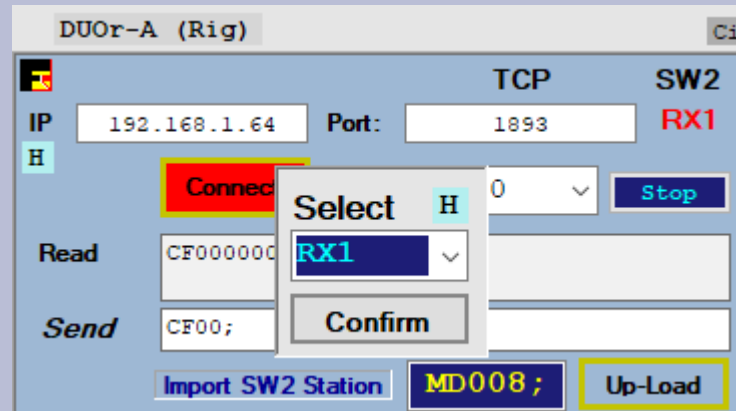 DUOr-A (Rig)
Ci
TCP SW2
IP 192.168.1.64 Port: 1893 RX1
H
Connect 0 Stop
Select H
Read CF000000 RX1
Send CF00; Confirm
Import SW2 Station MD008; Up-Load